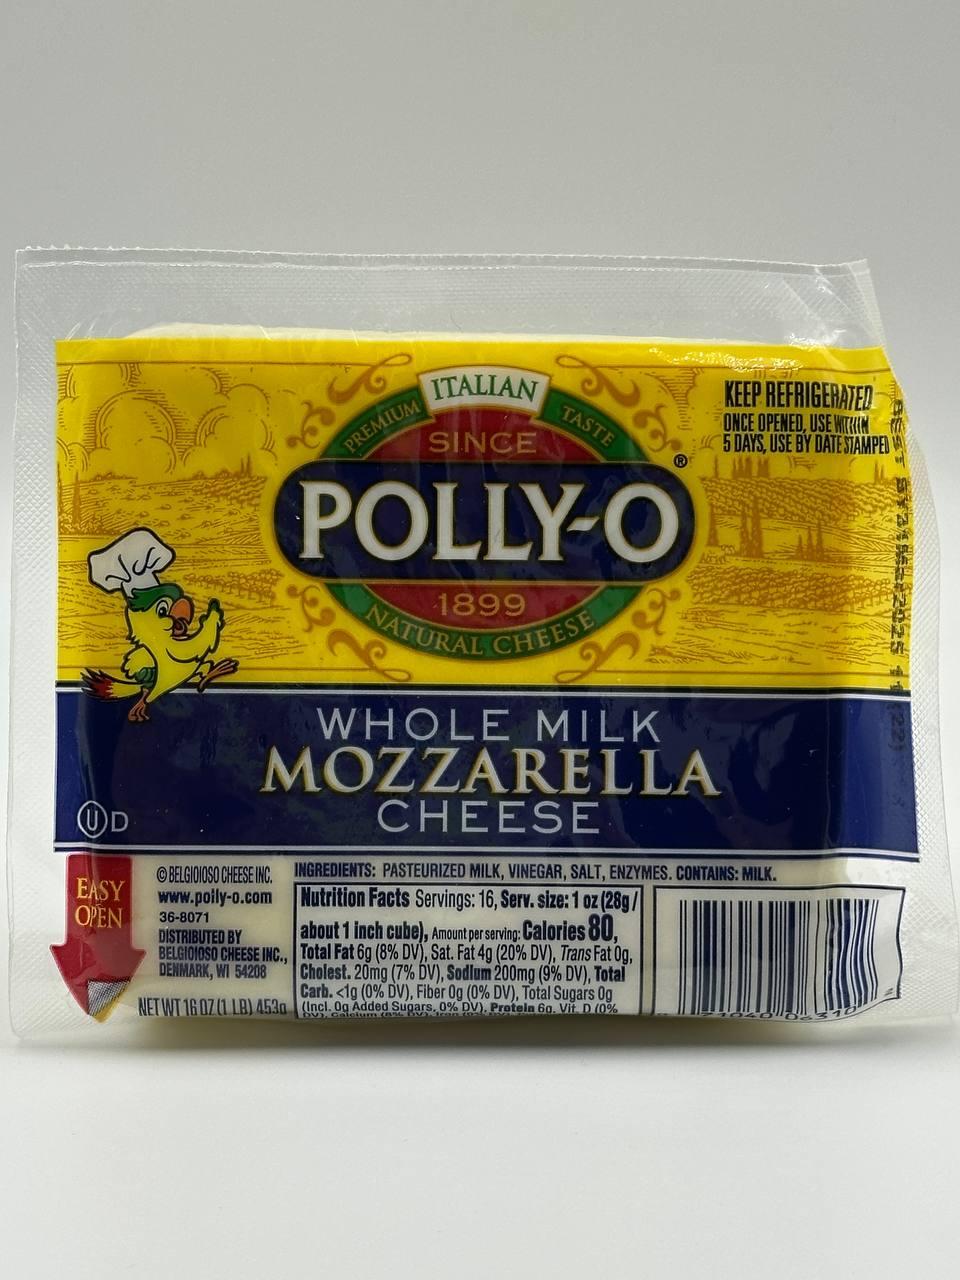 ITALIAN
PREMIUM TASTE
SINCE
POLLY-O®
1899
NATURAL CHEESE
KEEP REFRIGERATED
ONCE OPENED, USE WITHIN
5 DAYS, USE BY DATE STAMPED
WHOLE MILK
MOZZARELLA
CHEESE
U D
EASY
OPEN
© BELGIOIOSO CHEESE INC.
www.polly-o.com
36-8071
DISTRIBUTED BY
BELGIOIOSO CHEESE INC.,
DENMARK, WI 54208
NET WT 16 OZ (1 LB) 453g
INGREDIENTS: PASTEURIZED MILK, VINEGAR, SALT, ENZYMES. CONTAINS: MILK.
Nutrition Facts Servings: 16, Serv. size: 1 oz (28g /
about 1 inch cube), Amount per serving: Calories 80,
Total Fat 6g (8% DV), Sat. Fat 4g (20% DV), Trans Fat 0g,
Cholest. 20mg (7% DV), Sodium 200mg (9% DV), Total
Carb. <1g (0% DV), Fiber 0g (0% DV), Total Sugars 0g
(Incl. 0g Added Sugars, 0% DV), Protein 6g, Vit. D (0%
DV), Calcium (8% DV),